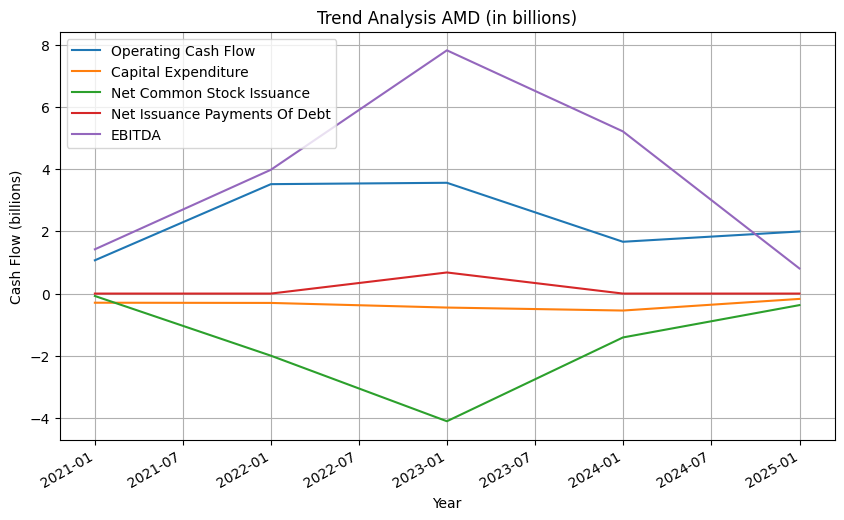 Trend Analysis AMD (in billions)
Operating Cash Flow
Capital Expenditure
Net Common Stock Issuance
Net Issuance Payments Of Debt
EBITDA
Cash Flow (billions)
8
6
4
2
0
−2
−4
2021-01
2021-07
2022-01
2022-07
2023-01
2023-07
2024-01
2024-07
2025-01
Year